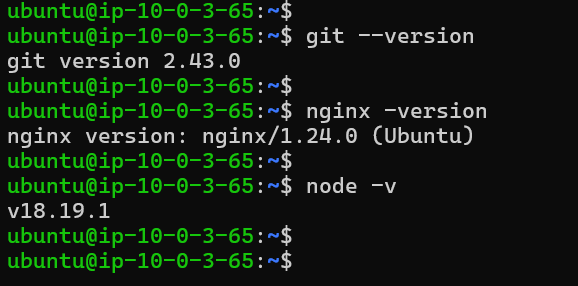 ubuntu@ip-10-0-3-65:~$
ubuntu@ip-10-0-3-65:~$ git --version
git version 2.43.0
ubuntu@ip-10-0-3-65:~$
ubuntu@ip-10-0-3-65:~$ nginx -version
nginx version: nginx/1.24.0 (Ubuntu)
ubuntu@ip-10-0-3-65:~$
ubuntu@ip-10-0-3-65:~$ node -v
v18.19.1
ubuntu@ip-10-0-3-65:~$
ubuntu@ip-10-0-3-65:~$